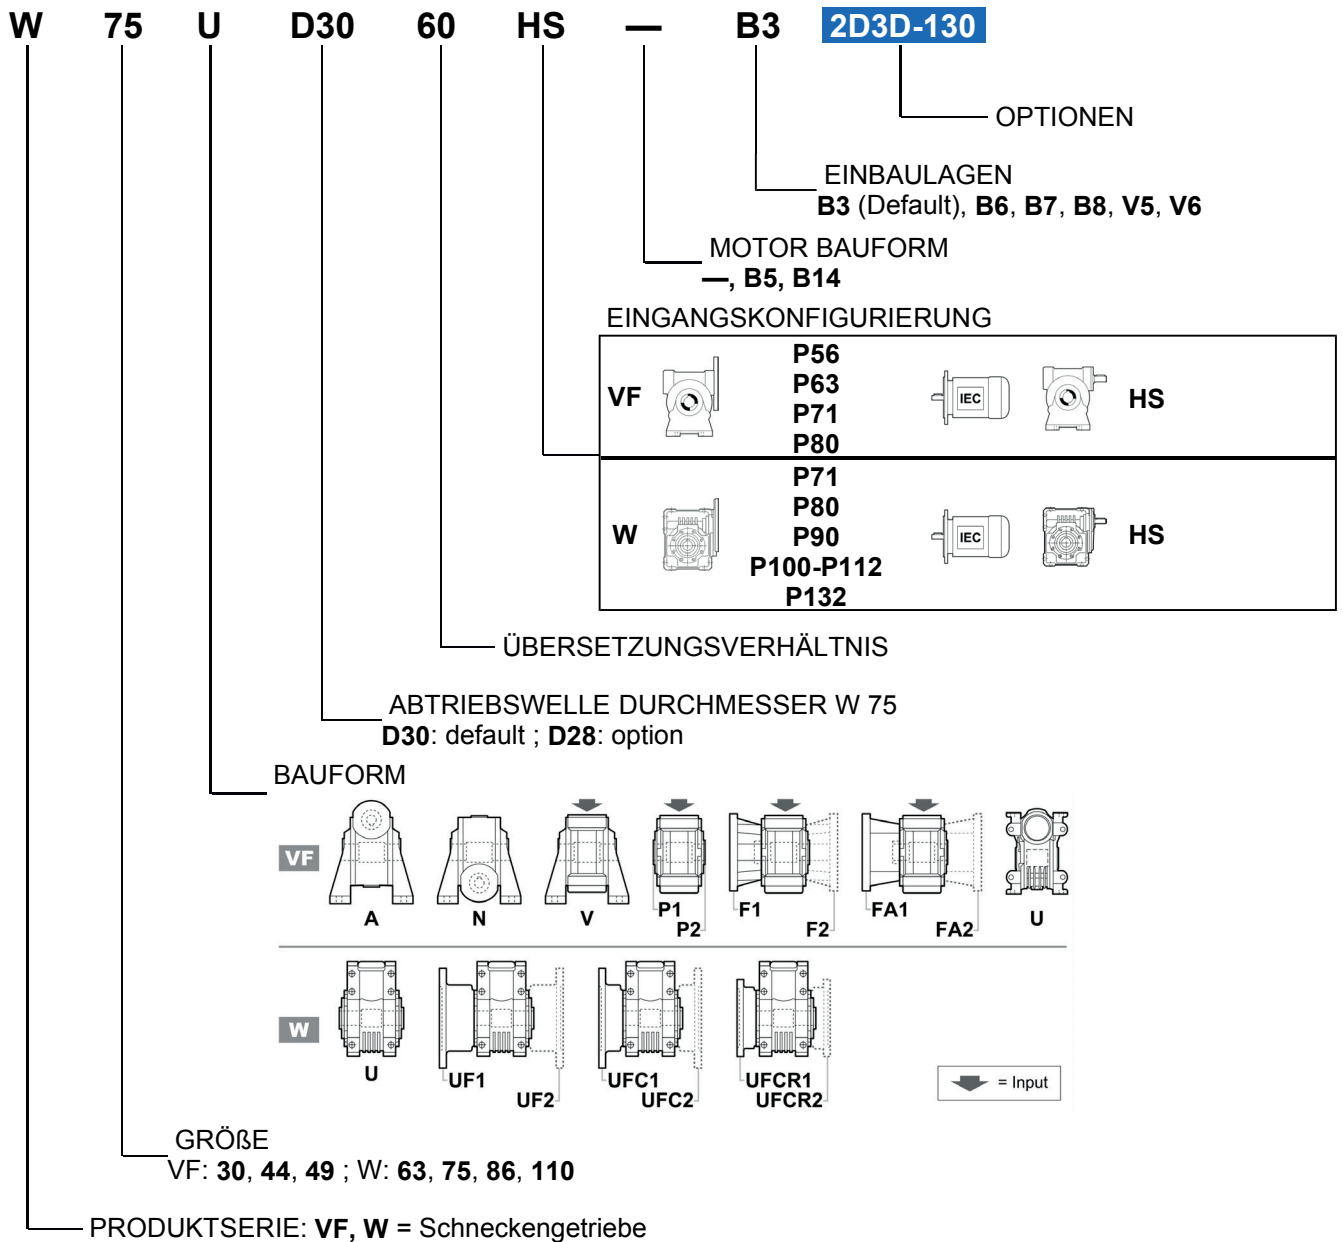 W 75 U D30 60 HS — B3 2D3D-130
OPTIONEN
EINBAULAGEN
B3 (Default), B6, B7, B8, V5, V6
MOTOR BAUFORM
—, B5, B14
EINGANGSKONFIGURIERUNG
VF
P56
P63
P71
P80
IEC
HS
W
P71
P80
P90
P100-P112
P132
IEC
HS
ÜBERSETZUNGSVERHÄLTNIS
ABTRIEBSWELLE DURCHMESSER W 75
D30: default ; D28: option
BAUFORM
VF
A N V P1 P2 F1 F2 FA1 FA2 U
W
U UF1 UF2 UFC1 UFC2 UFCR1 UFCR2
= Input
GRÖßE
VF: 30, 44, 49 ; W: 63, 75, 86, 110
PRODUKTSERIE: VF, W = Schneckengetriebe